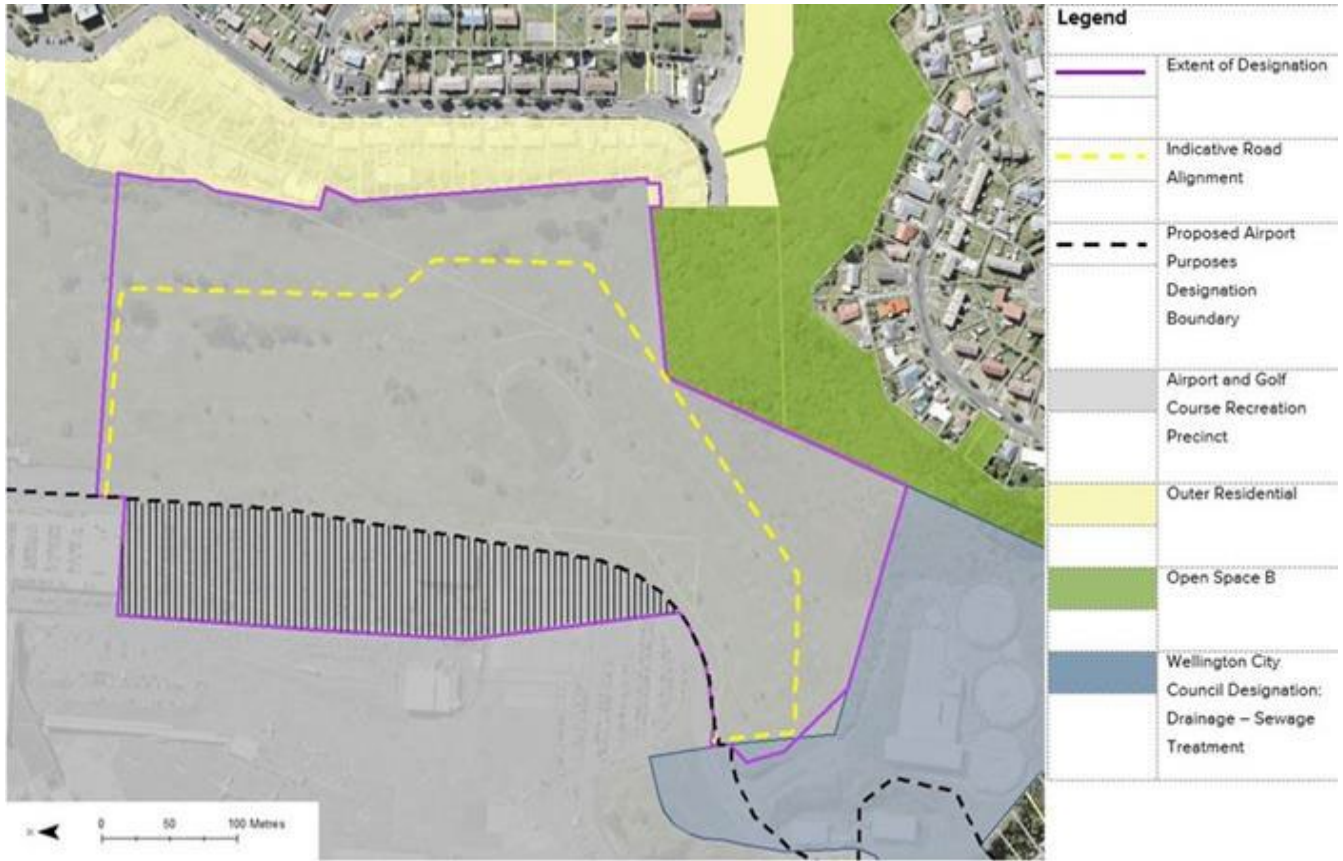 Legend
Extent of Designation
Indicative Road
Alignment
Proposed Airport
Purposes
Designation
Boundary
Airport and Golf
Course Recreation
Precinct
Outer Residential
Open Space B
Wellington City
Council Designation:
Drainage – Sewage
Treatment
0 50 100 Metres